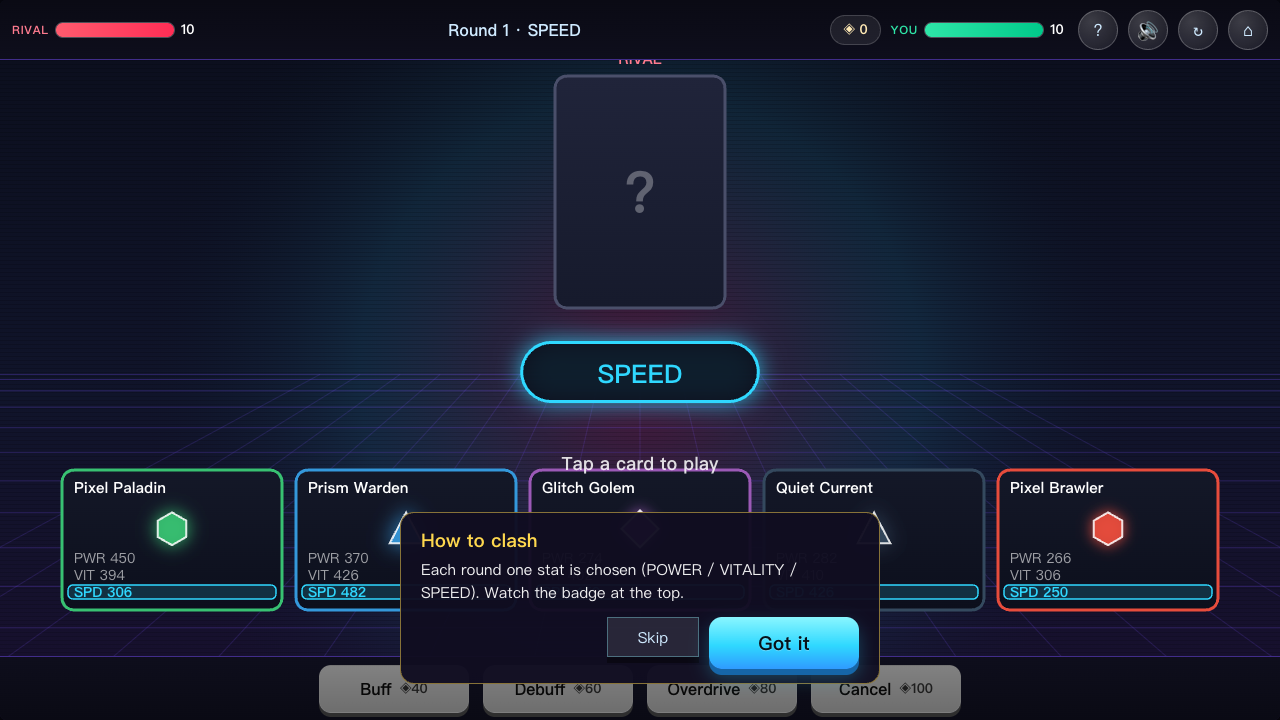 RIVAL 10 Round 1 · SPEED ◈ 0 YOU 10 ? 🔊 ↻ ⌂
RIVAL
?
SPEED
Tap a card to play
Pixel Paladin
PWR 450
VIT 394
SPD 306
Prism Warden
PWR 370
VIT 426
SPD 482
Glitch Golem
Quiet Current
Pixel Brawler
PWR 266
VIT 306
SPD 250
How to clash
Each round one stat is chosen (POWER / VITALITY /
SPEED). Watch the badge at the top.
Skip Got it
Buff ◈40 Debuff ◈60 Overdrive ◈80 Cancel ◈100